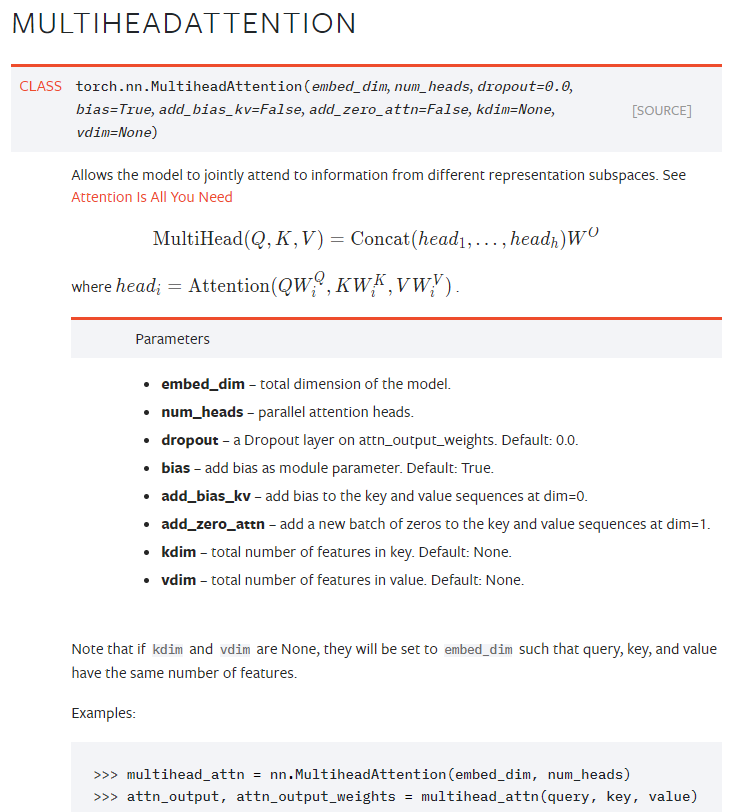 MULTIHEADATTENTION
CLASS torch.nn.MultiheadAttention(embed_dim, num_heads, dropout=0.0,
bias=True, add_bias_kv=False, add_zero_attn=False, kdim=None,
vdim=None)
[SOURCE]
Allows the model to jointly attend to information from different representation subspaces. See
Attention Is All You Need
MultiHead(Q, K, V) = Concat(head₁, . . . , headₕ)W^O
where headᵢ = Attention(QWᵢ^Q, KWᵢ^K, VWᵢ^V) .
Parameters
• embed_dim – total dimension of the model.
• num_heads – parallel attention heads.
• dropout – a Dropout layer on attn_output_weights. Default: 0.0.
• bias – add bias as module parameter. Default: True.
• add_bias_kv – add bias to the key and value sequences at dim=0.
• add_zero_attn – add a new batch of zeros to the key and value sequences at dim=1.
• kdim – total number of features in key. Default: None.
• vdim – total number of features in value. Default: None.
Note that if kdim and vdim are None, they will be set to embed_dim such that query, key, and value
have the same number of features.
Examples:
>>> multihead_attn = nn.MultiheadAttention(embed_dim, num_heads)
>>> attn_output, attn_output_weights = multihead_attn(query, key, value)